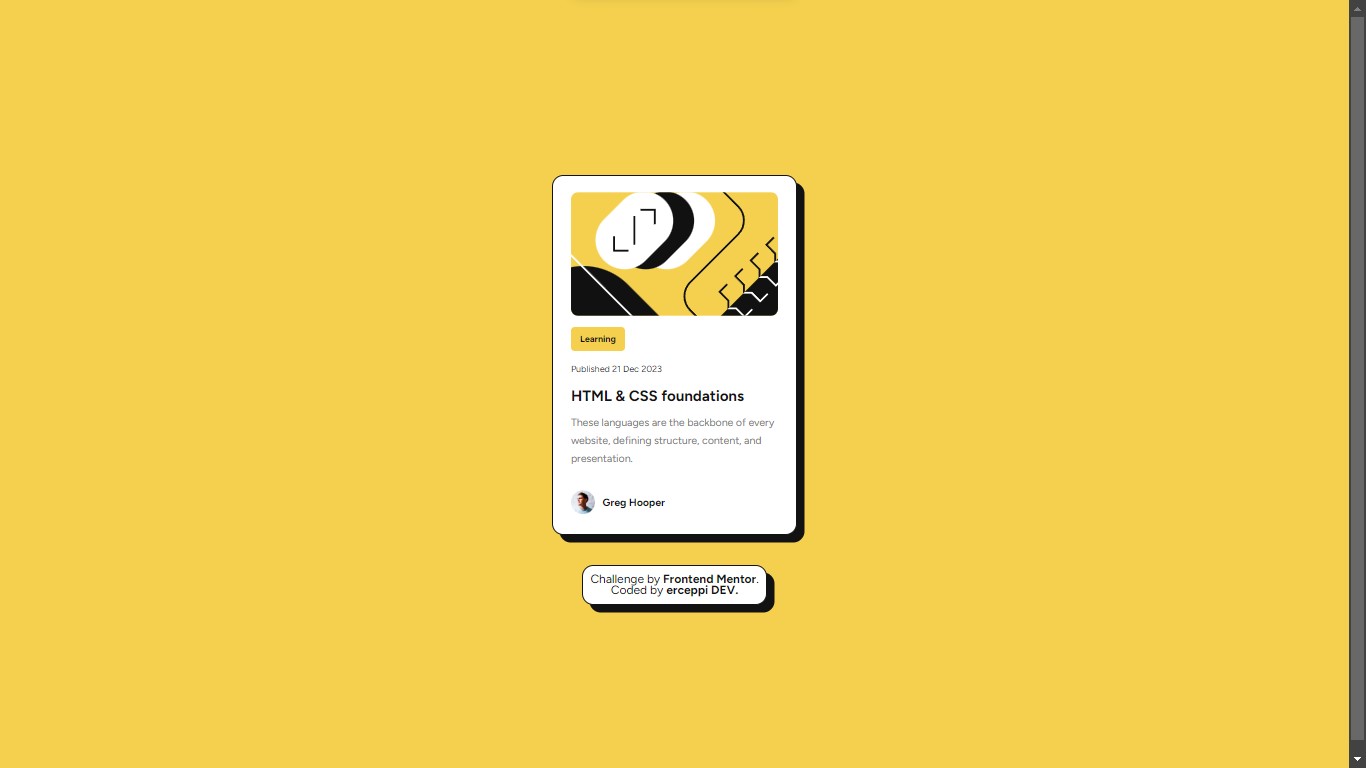 Learning
Published 21 Dec 2023
HTML & CSS foundations
These languages are the backbone of every
website, defining structure, content, and
presentation.
Greg Hooper
Challenge by Frontend Mentor.
Coded by erceppi DEV.